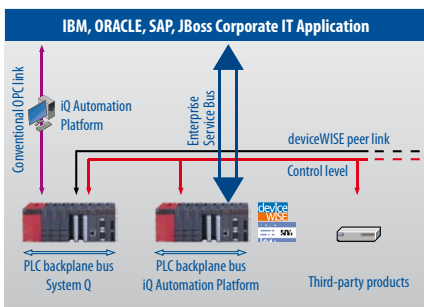 IBM, ORACLE, SAP, JBoss Corporate IT Application
Conventional OPC link
iQ Automation
Platform
Enterprise
Service Bus
deviceWISE peer link
Control level
device
WISE
PLC backplane bus
System Q
PLC backplane bus
iQ Automation Platform
Third-party products